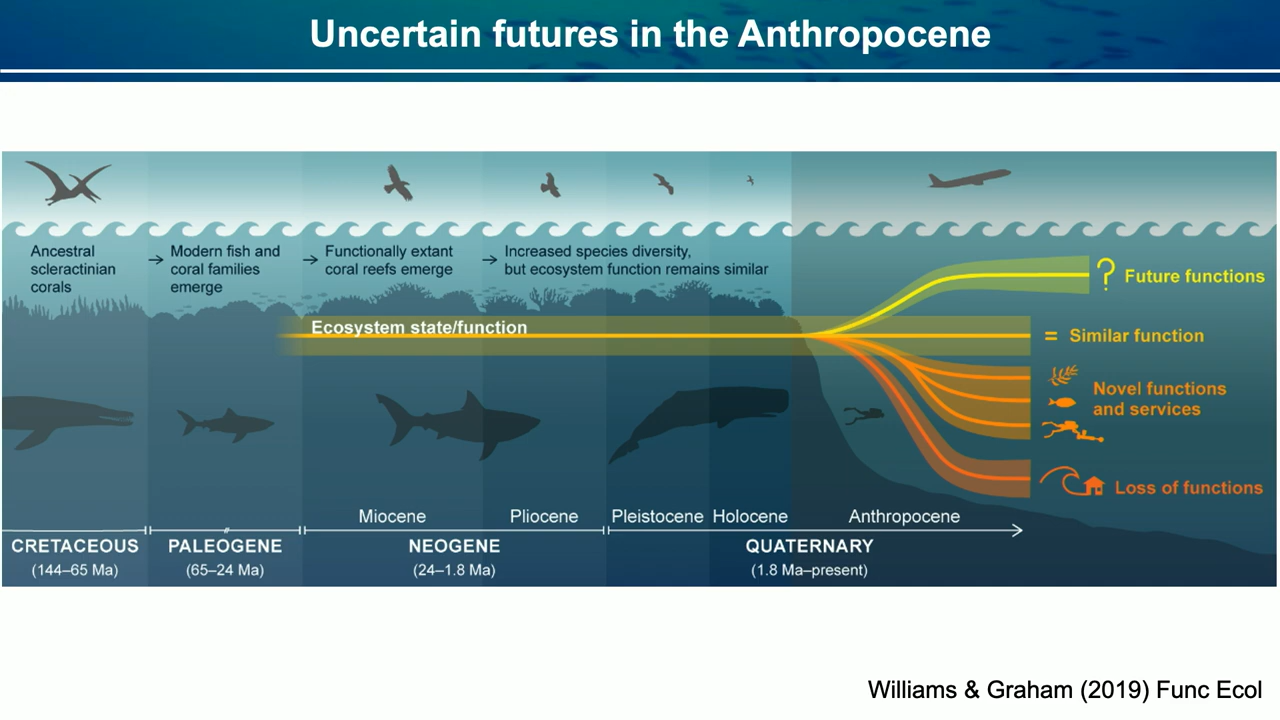 Uncertain futures in the Anthropocene
Ancestral
scleractinian
corals
→ Modern fish and
coral families
emerge
→ Functionally extant
coral reefs emerge
→ Increased species diversity,
but ecosystem function remains similar
Ecosystem state/function
? Future functions
= Similar function
Novel functions
and services
Loss of functions
Miocene
Pliocene
Pleistocene
Holocene
Anthropocene
CRETACEOUS
(144–65 Ma)
PALEOGENE
(65–24 Ma)
NEOGENE
(24–1.8 Ma)
QUATERNARY
(1.8 Ma–present)
Williams & Graham (2019) Func Ecol